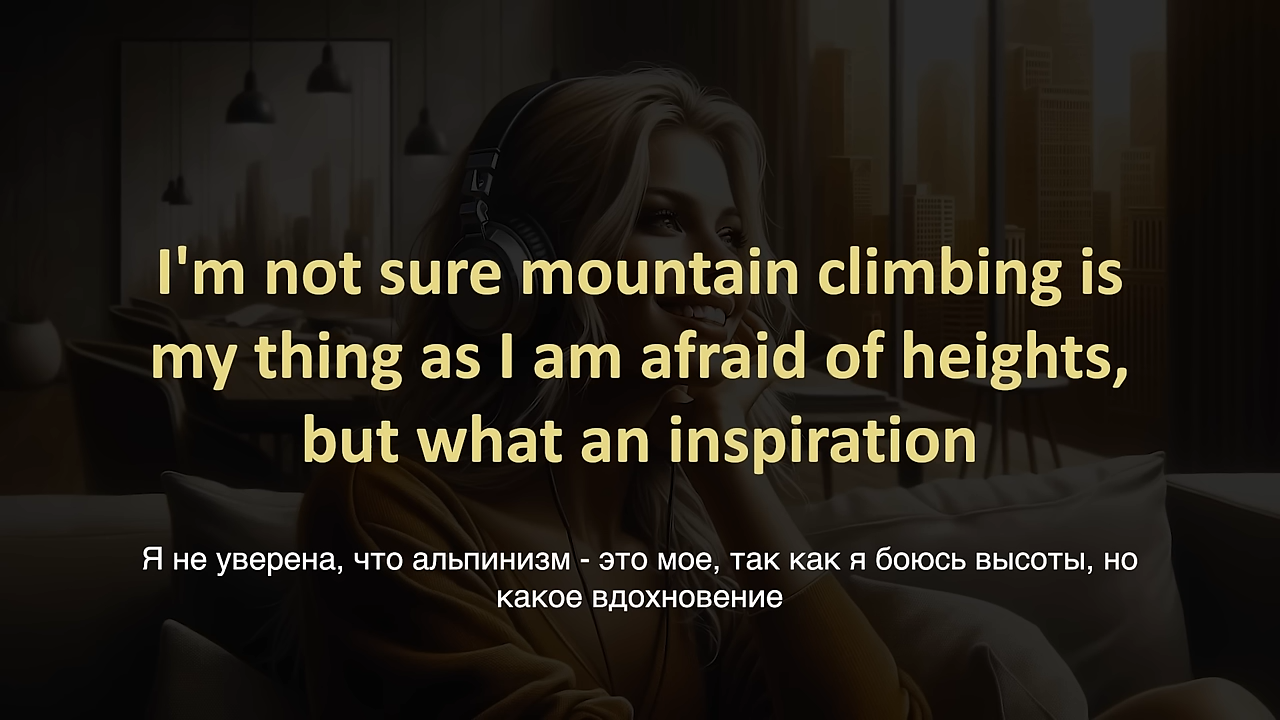 I'm not sure mountain climbing is
my thing as I am afraid of heights,
but what an inspiration
Я не уверена, что альпинизм - это мое, так как я боюсь высоты, но
какое вдохновение